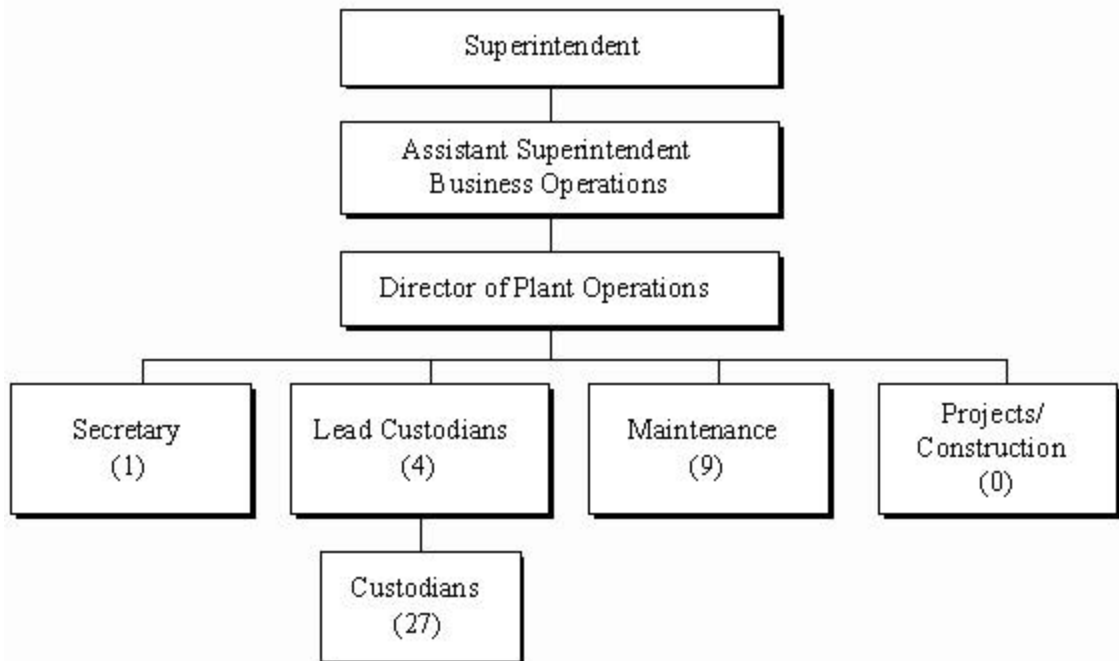 Superintendent
Assistant Superintendent
Business Operations
Director of Plant Operations
Secretary
(1)
Lead Custodians
(4)
Maintenance
(9)
Projects/
Construction
(0)
Custodians
(27)